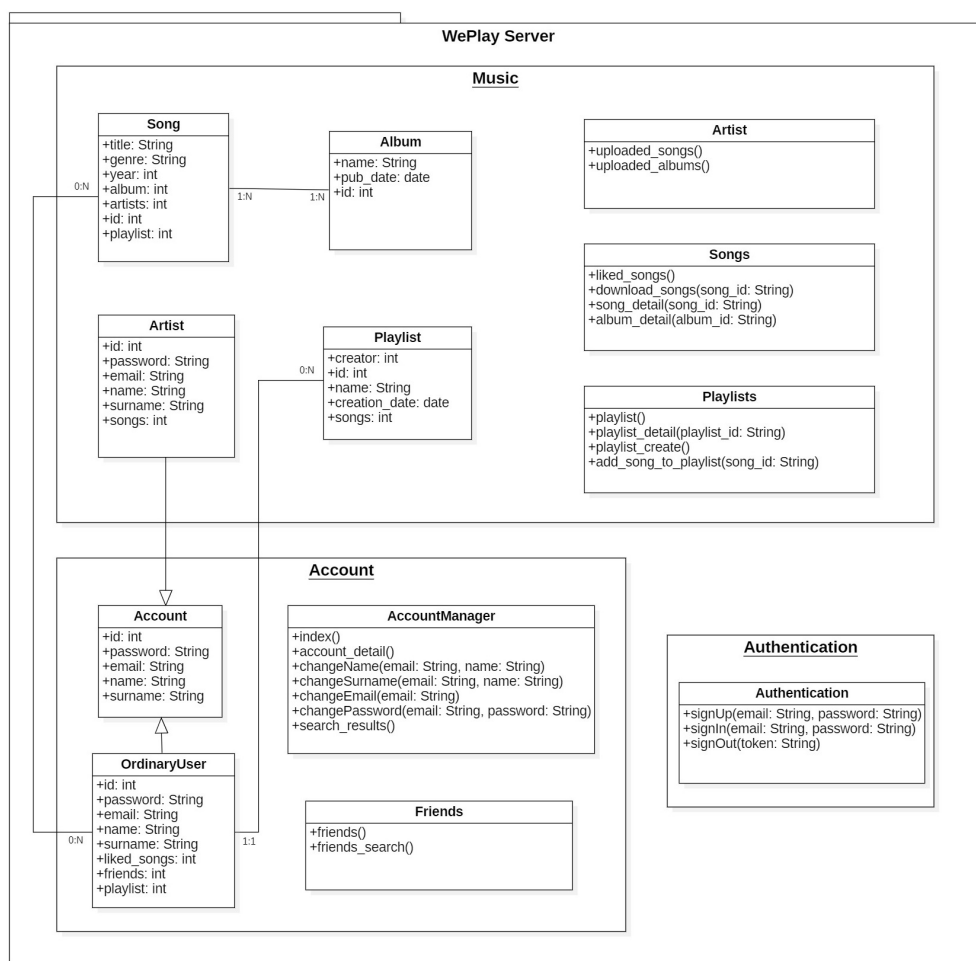 WePlay Server
Music
Song
+title: String
+genre: String
+year: int
+album: int
+artists: int
+id: int
+playlist: int
0:N
1:N
1:N
Album
+name: String
+pub_date: date
+id: int
Artist
+uploaded_songs()
+uploaded_albums()
Songs
+liked_songs()
+download_songs(song_id: String)
+song_detail(song_id: String)
+album_detail(album_id: String)
Artist
+id: int
+password: String
+email: String
+name: String
+surname: String
+songs: int
0:N
Playlist
+creator: int
+id: int
+name: String
+creation_date: date
+songs: int
Playlists
+playlist()
+playlist_detail(playlist_id: String)
+playlist_create()
+add_song_to_playlist(song_id: String)
Account
Account
+id: int
+password: String
+email: String
+name: String
+surname: String
AccountManager
+index()
+account_detail()
+changeName(email: String, name: String)
+changeSurname(email: String, name: String)
+changeEmail(email: String)
+changePassword(email: String, password: String)
+search_results()
OrdinaryUser
+id: int
+password: String
+email: String
+name: String
+surname: String
+liked_songs: int
+friends: int
+playlist: int
0:N
1:1
Friends
+friends()
+friends_search()
Authentication
Authentication
+signUp(email: String, password: String)
+signIn(email: String, password: String)
+signOut(token: String)